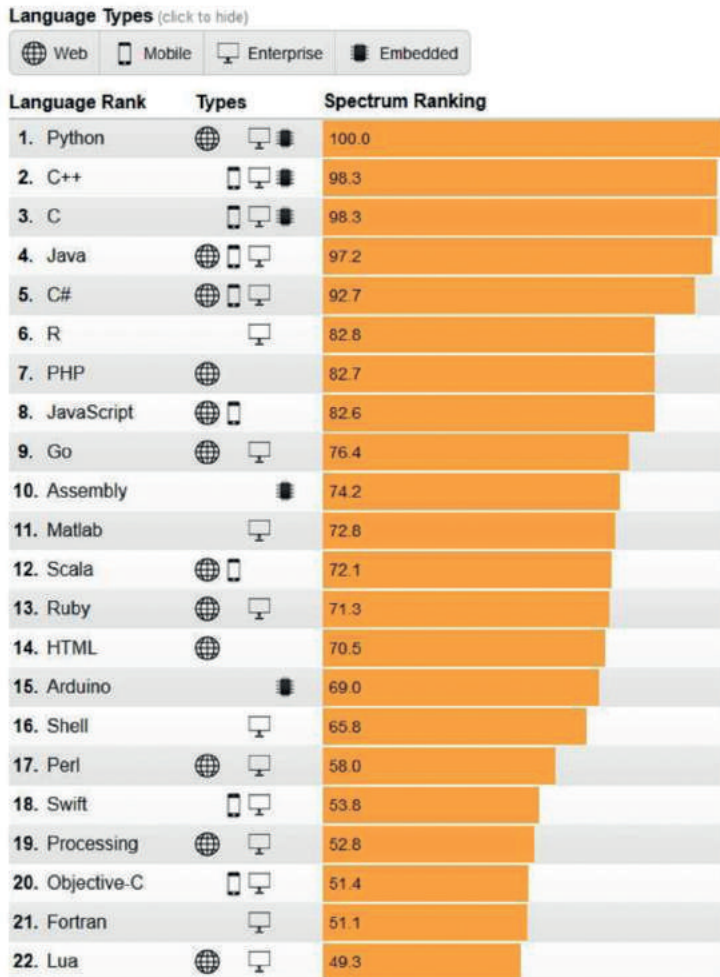 Language Types (click to hide)
Web Mobile Enterprise Embedded
Language Rank Types Spectrum Ranking
1. Python 100.0
2. C++ 98.3
3. C 98.3
4. Java 97.2
5. C# 92.7
6. R 82.8
7. PHP 82.7
8. JavaScript 82.6
9. Go 76.4
10. Assembly 74.2
11. Matlab 72.8
12. Scala 72.1
13. Ruby 71.3
14. HTML 70.5
15. Arduino 69.0
16. Shell 65.8
17. Perl 58.0
18. Swift 53.8
19. Processing 52.8
20. Objective-C 51.4
21. Fortran 51.1
22. Lua 49.3